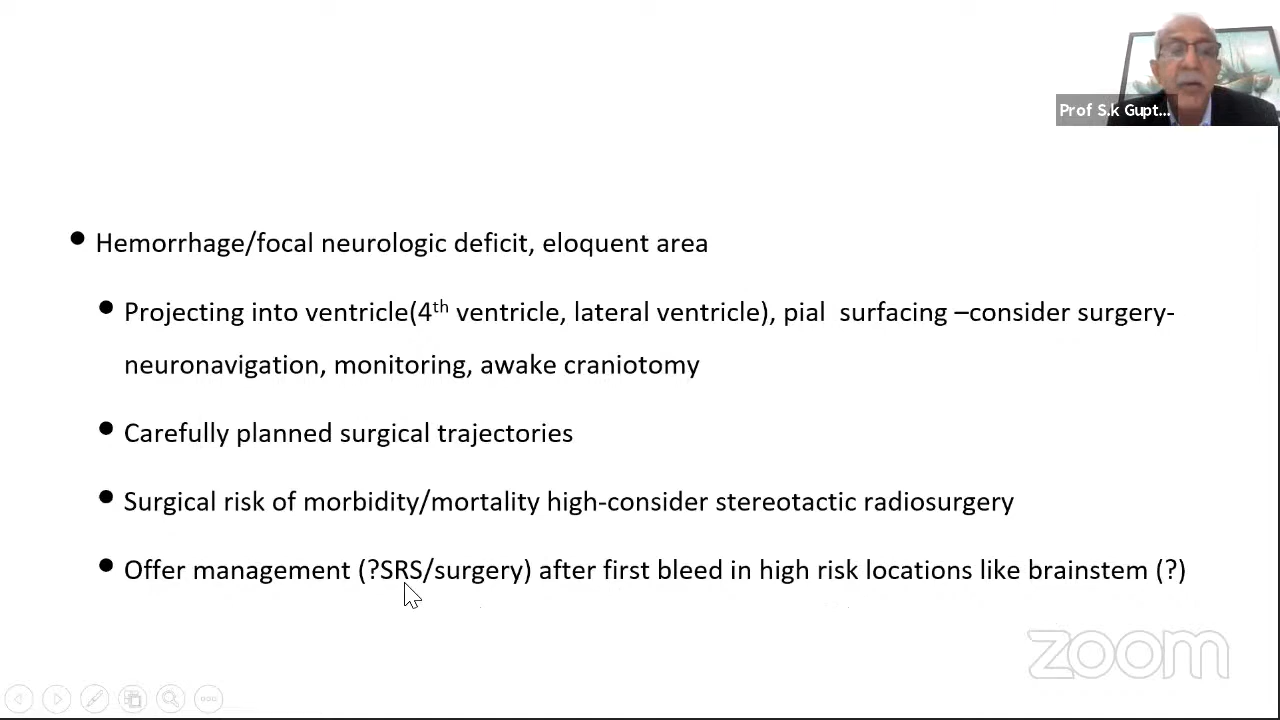 Prof S.k Gupt...
• Hemorrhage/focal neurologic deficit, eloquent area
• Projecting into ventricle(4th ventricle, lateral ventricle), pial surfacing –consider surgery-
neuronavigation, monitoring, awake craniotomy
• Carefully planned surgical trajectories
• Surgical risk of morbidity/mortality high-consider stereotactic radiosurgery
• Offer management (?SRS/surgery) after first bleed in high risk locations like brainstem (?)
zoom